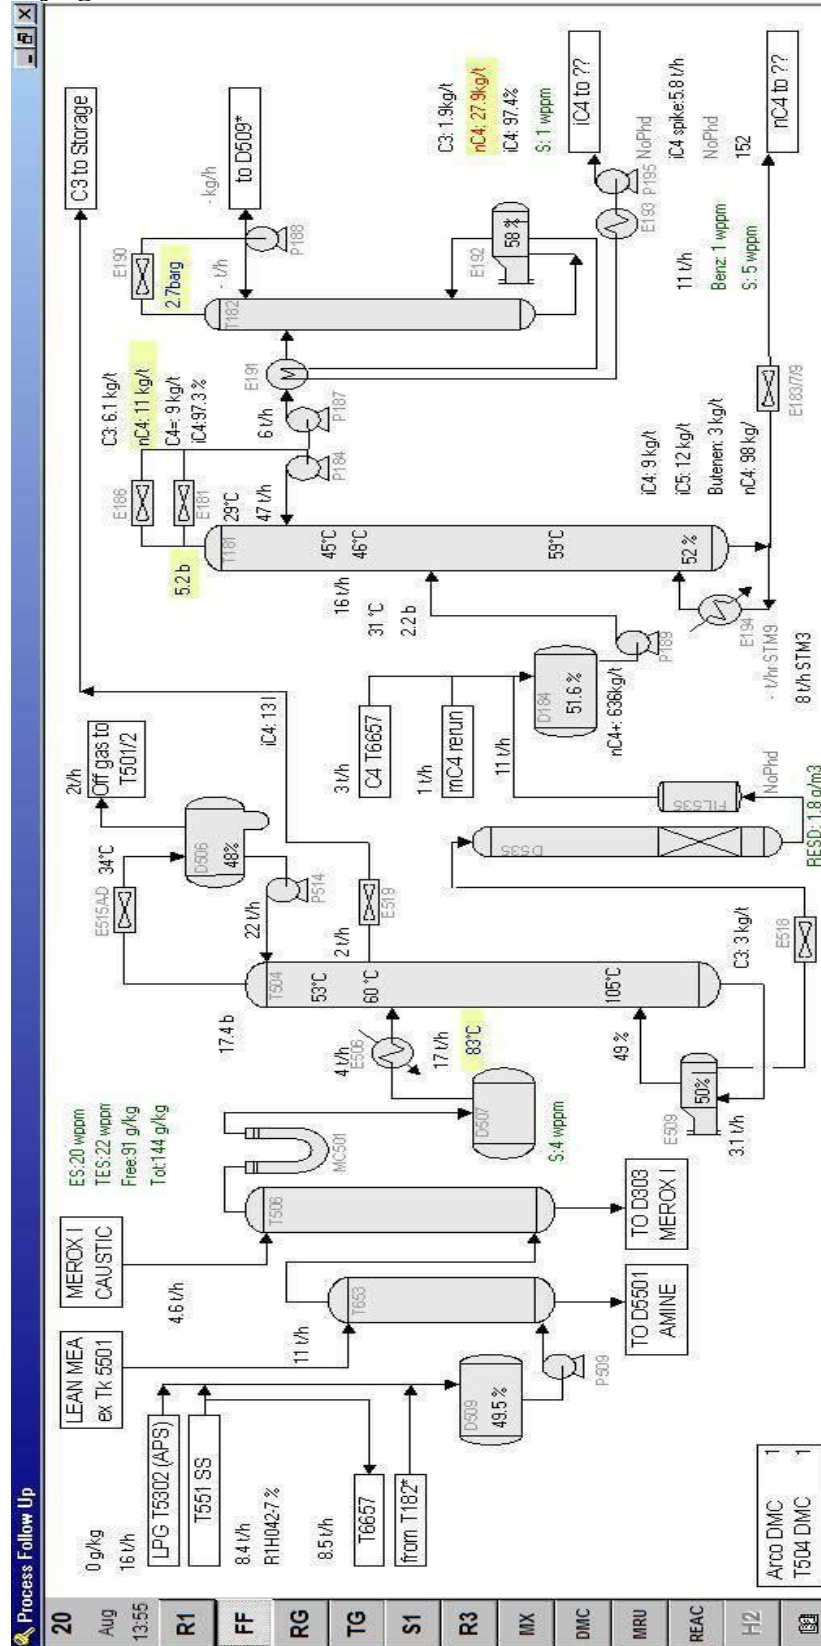 Process Follow Up
20
Aug
13:55
R1
FF
RG
TG
S1
R3
MX
DMC
MRU
REAC
H2
0 g/kg
16 t/h
LPG T5302 (APS)
T551 SS
8.4 t/h
R1H042-7 %
8.5 t/h
T6657
from T182*
Arco DMC 1
T504 DMC 1
LEAN MEA
ex Tk 5501
11 t/h
D509
49.5 %
P509
T653
TO D5501
AMINE
MEROX I
CAUSTIC
4.6 t/h
T506
TO D303
MEROX I
ES:20 wppm
TES:22 wppm
Free:91 g/kg
Tot:144 g/kg
MC501
D507
S:4 wppm
4 t/h
E506
17 t/h
83°C
17.4 b
T504
53°C
60 °C
105°C
49 %
E509
50%
3.1 t/h
E515A-D
34°C
D506
48%
2t/h
Off gas to
T501/2
P514
22 t/h
2 t/h
E519
iC4: 13 l
C3 to Storage
C3: 3 kg/t
E518
D535
FIL535
NoPhd
RESD: 1.8 g/m3
3 t/h
C4 T6657
1 t/h
mC4 rerun
11 t/h
D184
51.6 %
nC4+: 636kg/t
P189
16 t/h
31 °C
2.2 b
5.2 b
T181
45°C
46°C
59°C
52 %
E194
- t/hr STM9
8 t/h STM3
E186
E181
29°C
47 t/h
P184
C3: 6.1 kg/t
nC4: 11 kg/t
C4=: 9 kg/t
iC4:97.3 %
6 t/h
P187
E191
M
iC4: 9 kg/t
iC5: 12 kg/t
Butenen: 3 kg/t
nC4: 98 kg/
E183/7/9
E190
2.7barg
T182
- t/h
- kg/h
P188
to D509*
E192
58 %
E193
P195
NoPhd
C3: 1.9kg/t
nC4: 27.9kg/t
iC4: 97.4%
S: 1 wppm
iC4 to ??
iC4 spike:5.8 t/h
NoPhd
152
11 t/h
Benz: 1 wppm
S: 5 wppm
nC4 to ??